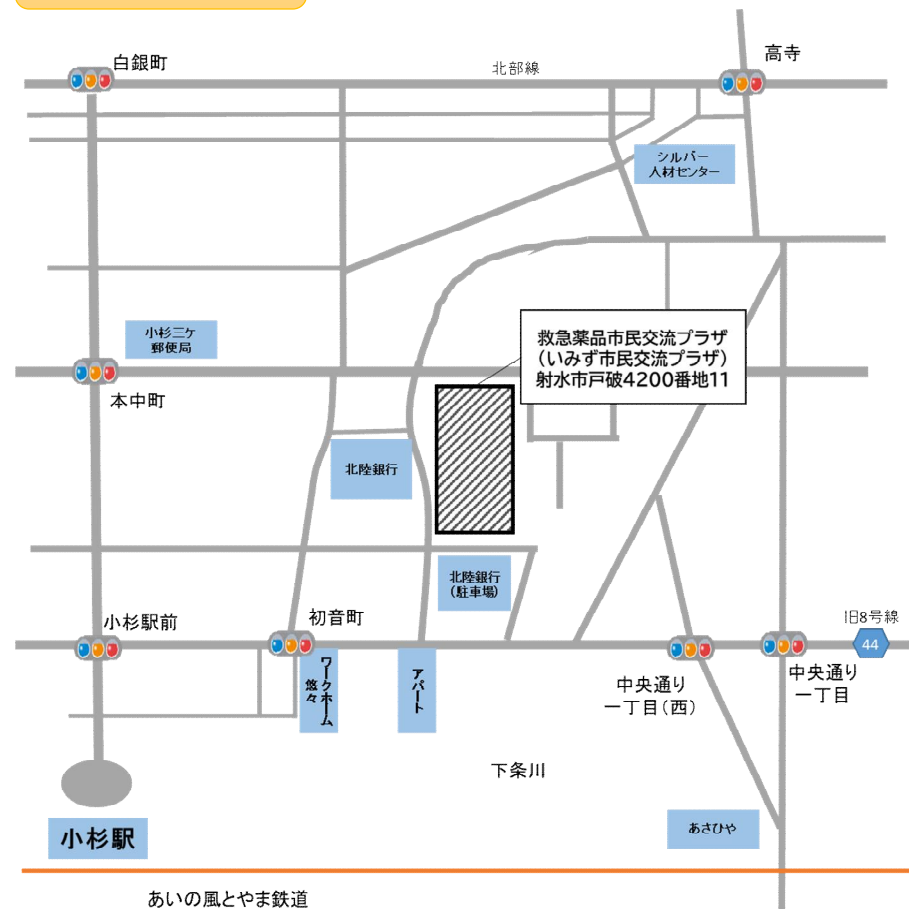 白銀町
北部線
高寺
シルバー
人材センター
救急薬品市民交流プラザ
（いみず市民交流プラザ）
射水市戸破4200番地11
小杉三ケ
郵便局
本中町
北陸銀行
北陸銀行
（駐車場）
小杉駅前
初音町
旧8号線
44
ワークホーム
悠々
アパート
中央通り
一丁目（西）
中央通り
一丁目
下条川
あさひや
小杉駅
あいの風とやま鉄道